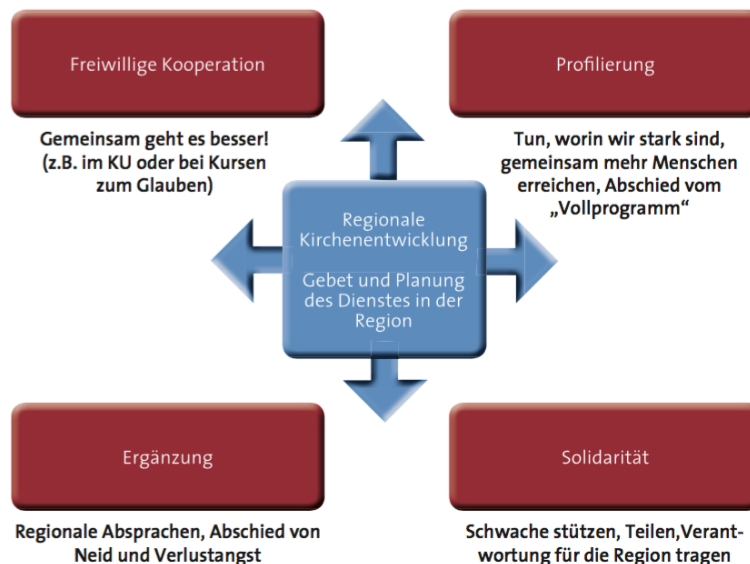 Freiwillige Kooperation
Gemeinsam geht es besser!
(z.B. im KU oder bei Kursen
zum Glauben)
Profilierung
Tun, worin wir stark sind,
gemeinsam mehr Menschen
erreichen, Abschied vom
„Vollprogramm“
Regionale
Kirchenentwicklung
Gebet und Planung
des Dienstes in der
Region
Ergänzung
Regionale Absprachen, Abschied von
Neid und Verlustangst
Solidarität
Schwache stützen, Teilen,Verant-
wortung für die Region tragen